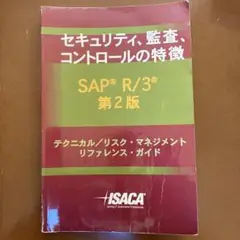 セキュリティ、監査、
コントロールの特徴
SAP® R/3®
第2版
テクニカル／リスク・マネジメント
リファレンス・ガイド
ISACA®